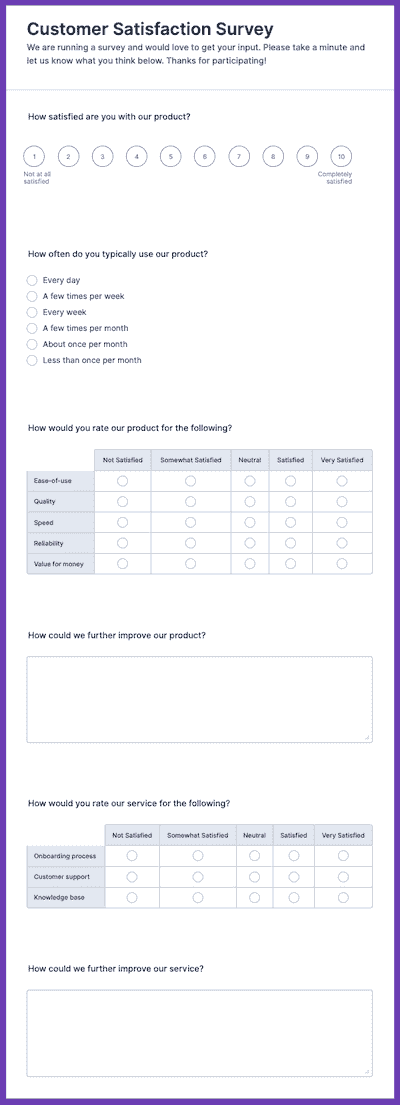 Customer Satisfaction Survey
We are running a survey and would love to get your input. Please take a minute and
let us know what you think below. Thanks for participating!
How satisfied are you with our product?
1 2 3 4 5 6 7 8 9 10
Not at all satisfied
Completely satisfied
How often do you typically use our product?
Every day
A few times per week
Every week
A few times per month
About once per month
Less than once per month
How would you rate our product for the following?
Not Satisfied Somewhat Satisfied Neutral Satisfied Very Satisfied
Ease-of-use
Quality
Speed
Reliability
Value for money
How could we further improve our product?
How would you rate our service for the following?
Not Satisfied Somewhat Satisfied Neutral Satisfied Very Satisfied
Onboarding process
Customer support
Knowledge base
How could we further improve our service?